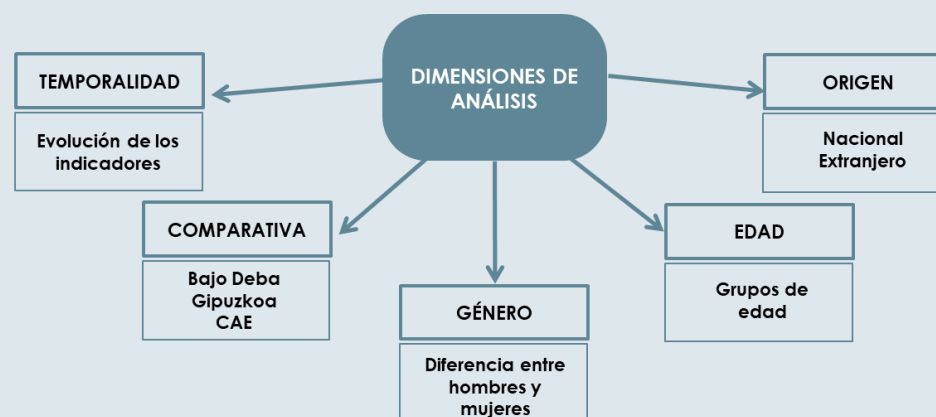 DIMENSIONES DE
ANÁLISIS
TEMPORALIDAD
Evolución de los
indicadores
COMPARATIVA
Bajo Deba
Gipuzkoa
CAE
GÉNERO
Diferencia entre
hombres y
mujeres
EDAD
Grupos de
edad
ORIGEN
Nacional
Extranjero